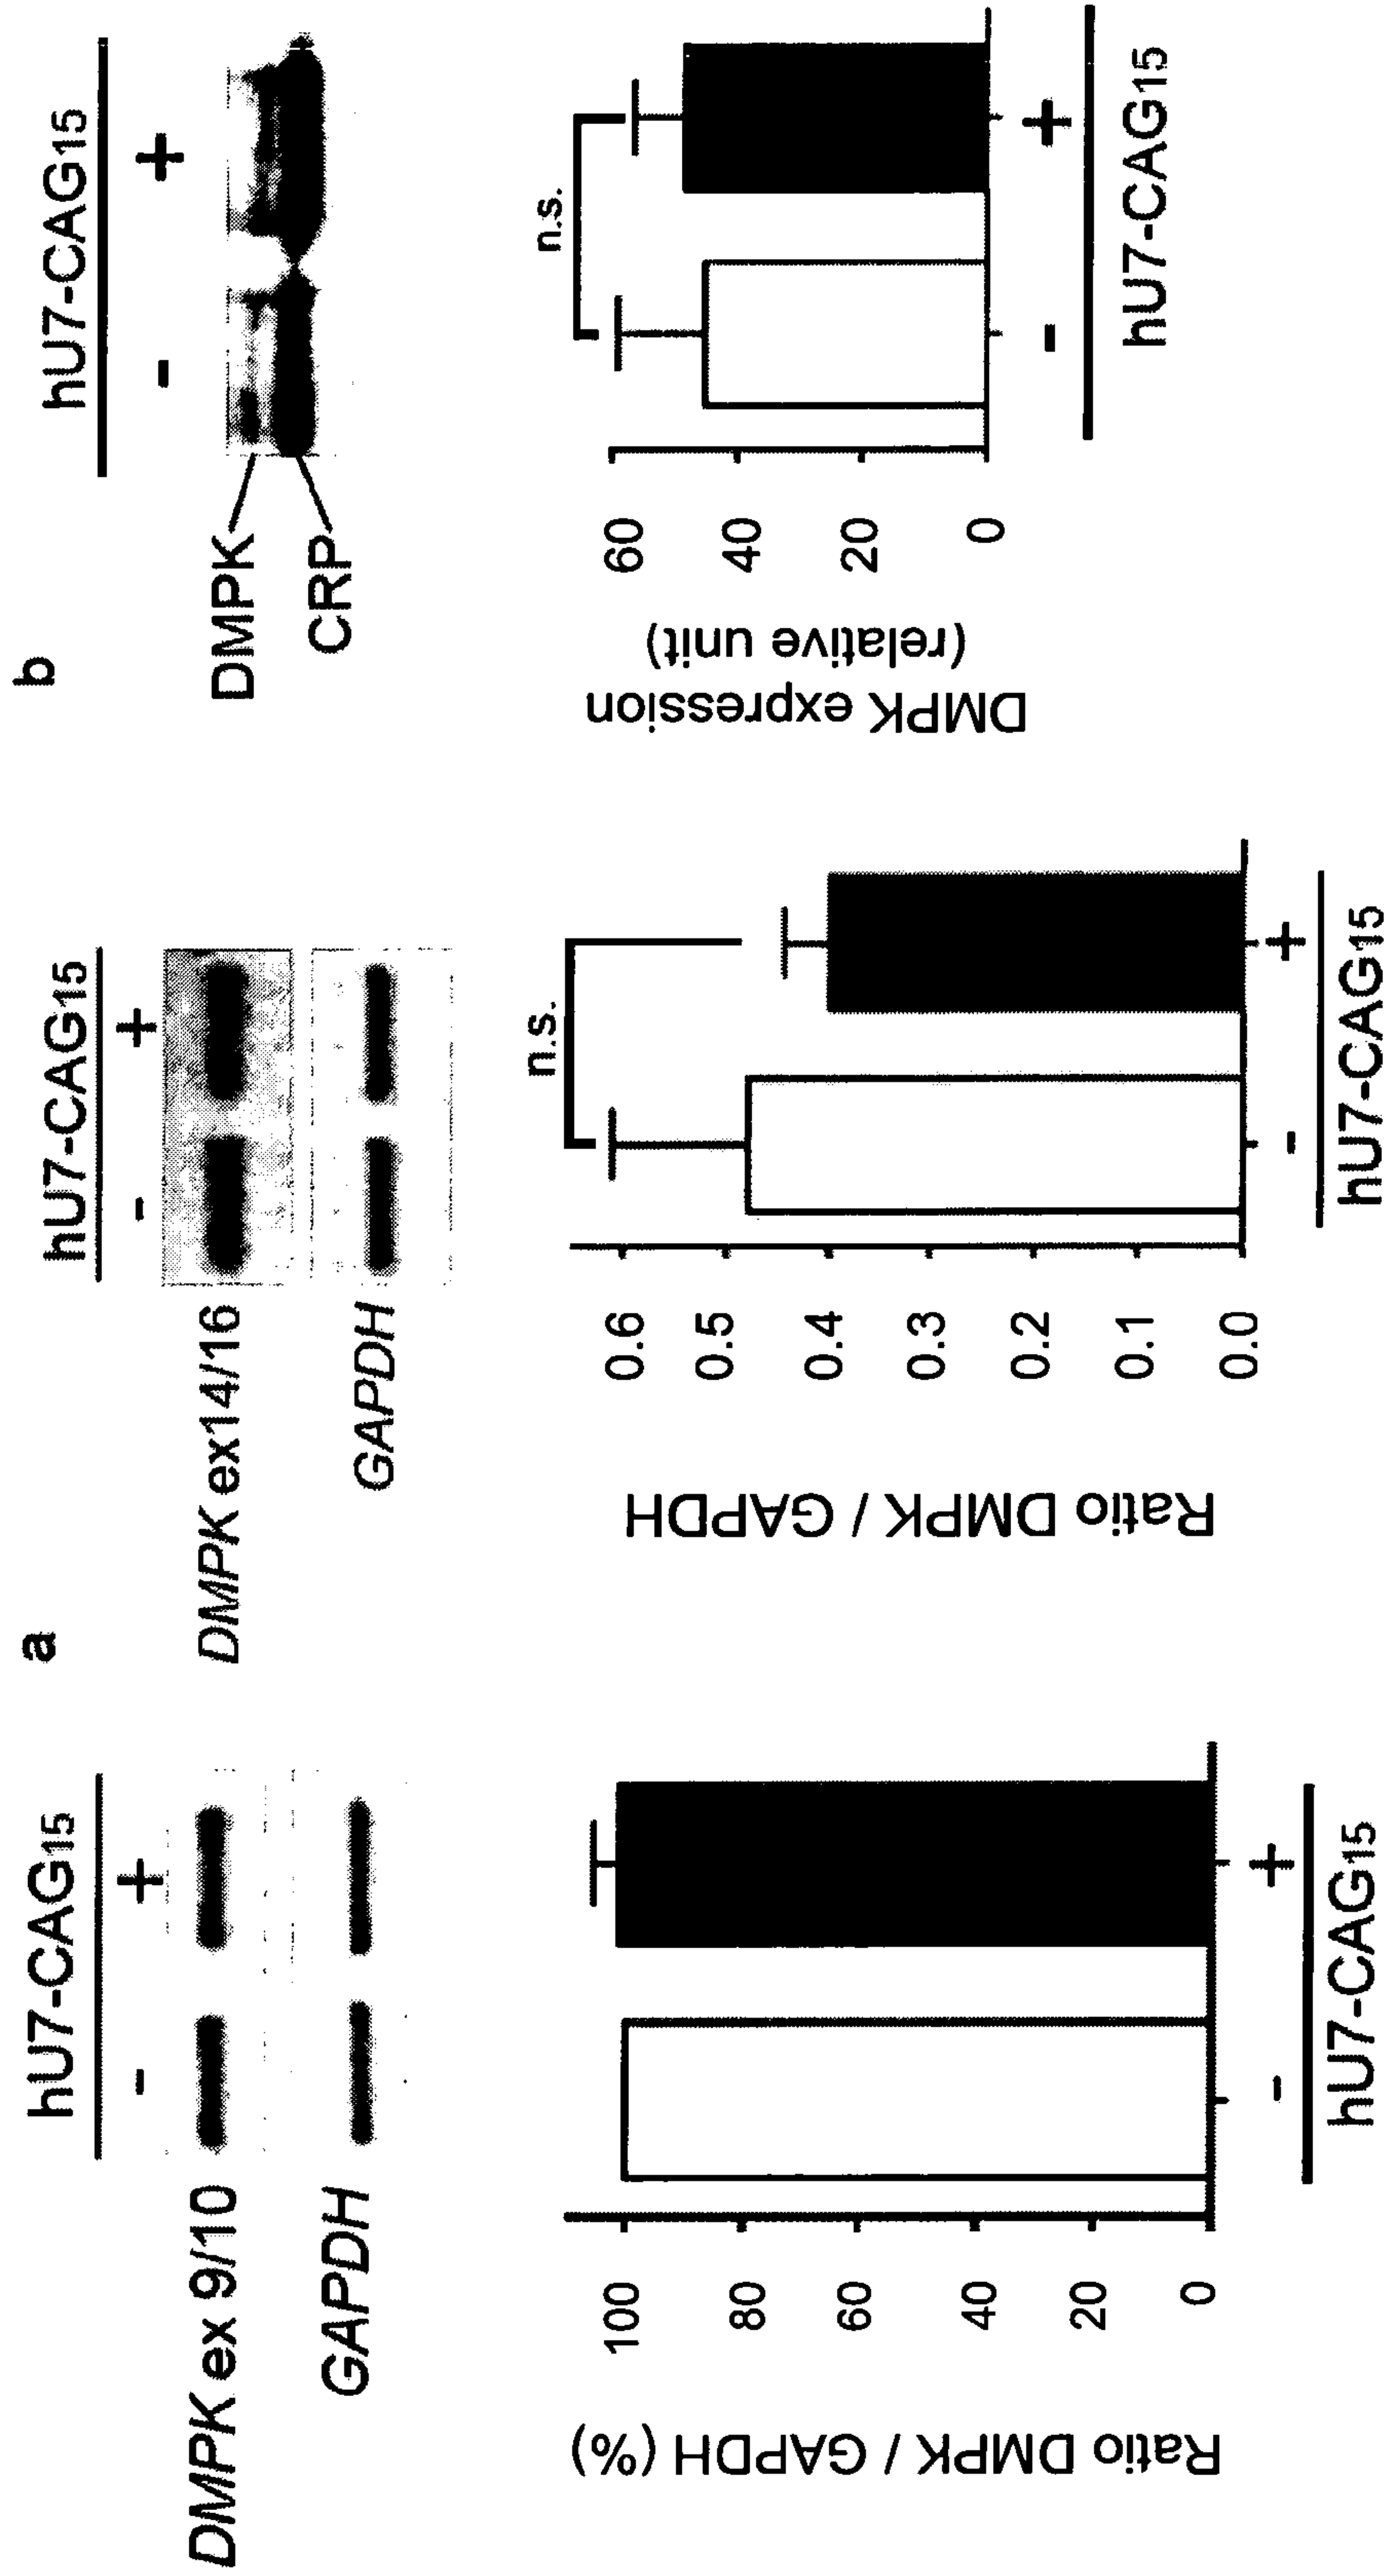 a
hU7-CAG15
- +
DMPK ex 9/10
GAPDH
Ratio DMPK / GAPDH (%)
100
80
60
40
20
0
- +
hU7-CAG15
hU7-CAG15
- +
DMPK ex14/16
GAPDH
n.s.
Ratio DMPK / GAPDH
0.6
0.5
0.4
0.3
0.2
0.1
0.0
- +
hU7-CAG15
b
hU7-CAG15
- +
DMPK
CRP
n.s.
DMPK expression
(relative unit)
60
40
20
0
- +
hU7-CAG15